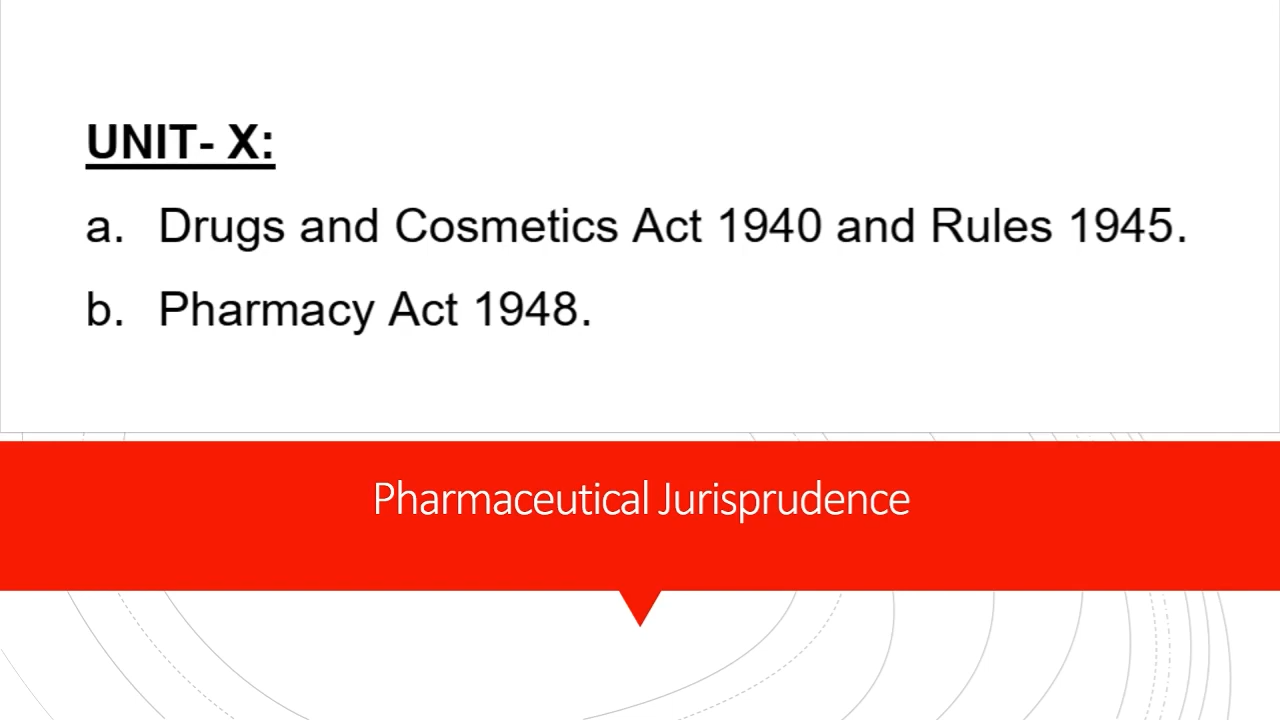 UNIT- X:
a. Drugs and Cosmetics Act 1940 and Rules 1945.
b. Pharmacy Act 1948.
Pharmaceutical Jurisprudence